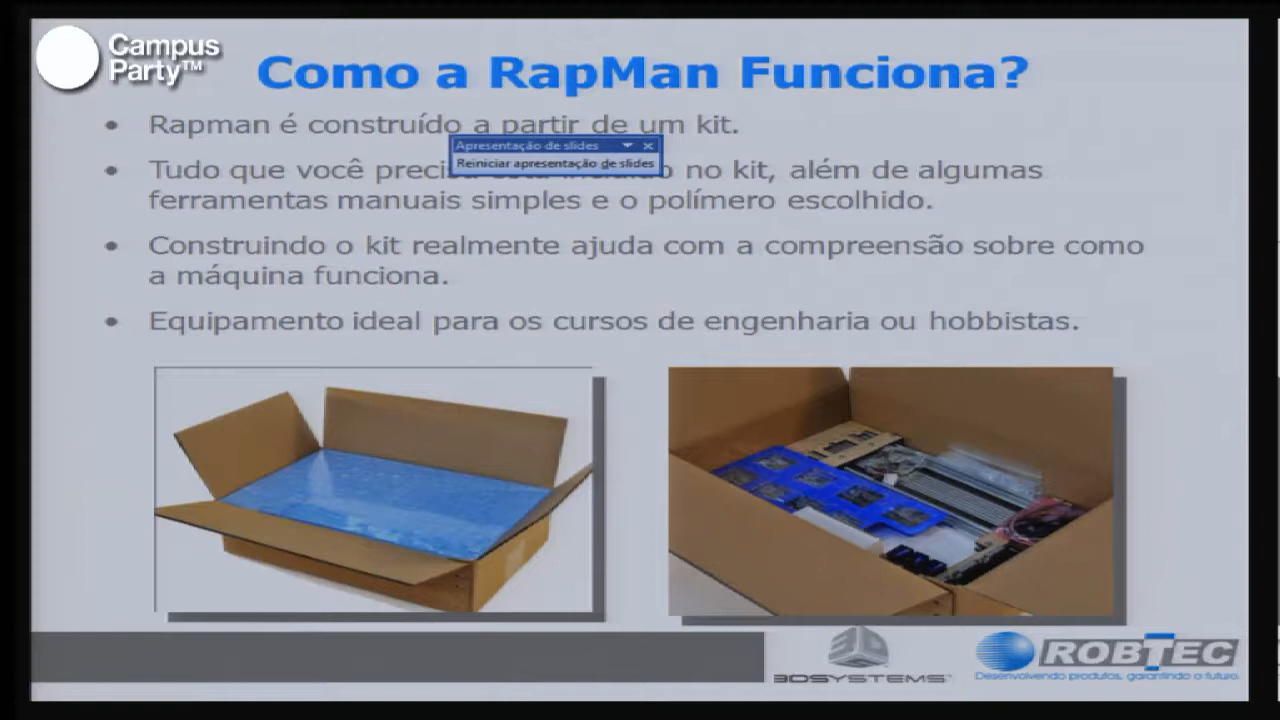 Campus
Party™
Como a RapMan Funciona?
• Rapman é construído a partir de um kit.
Apresentação de slides
Reiniciar apresentação de slides
• Tudo que você precisa no kit, além de algumas
ferramentas manuais simples e o polímero escolhido.
• Construindo o kit realmente ajuda com a compreensão sobre como
a máquina funciona.
• Equipamento ideal para os cursos de engenharia ou hobbistas.
3D
3DSYSTEMS™
ROBTEC
Desenvolvendo produtos, garantindo o futuro.